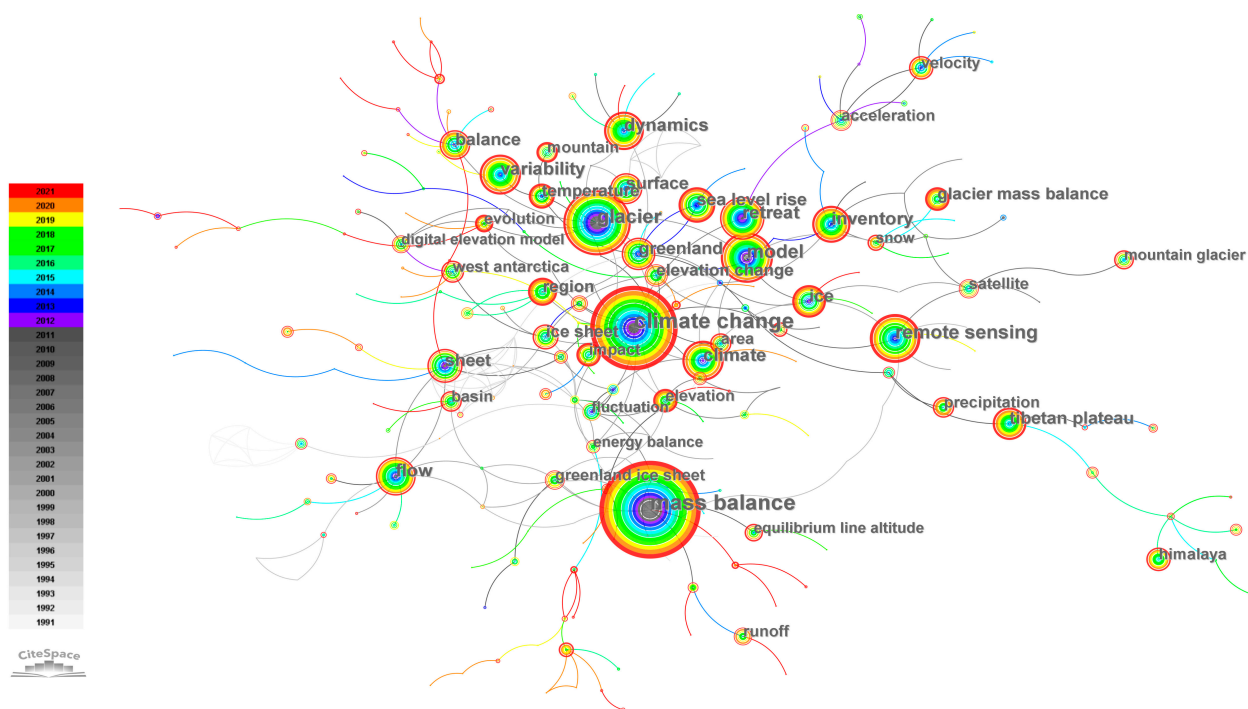 2021
2020
2019
2018
2017
2016
2015
2014
2013
2012
2011
2010
2009
2008
2007
2006
2005
2004
2003
2002
2001
2000
1999
1998
1997
1996
1995
1994
1993
1992
1991
CiteSpace
velocity
acceleration
dynamics
balance
mountain
variability
surface
temperature
glacier mass balance
sea level rise
retreat
glacier
evolution
inventory
digital elevation model
snow
greenland
model
mountain glacier
west antarctica
elevation change
region
satellite
ice
climate change
ice sheet
remote sensing
area
impact
climate
sheet
basin
elevation
fluctuation
precipitation
tibetan plateau
energy balance
flow
greenland ice sheet
mass balance
equilibrium line altitude
himalaya
runoff